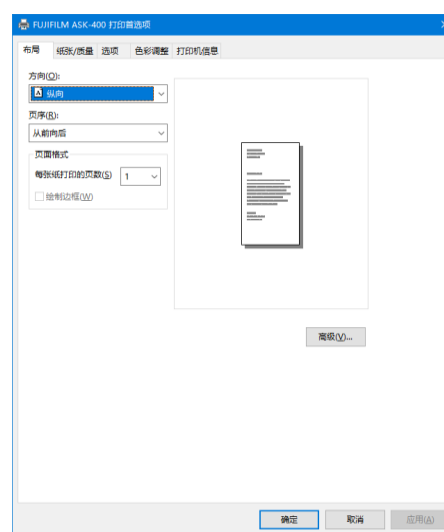 FUJIFILM ASK-400 打印首选项
布局 纸张/质量 选项 色彩调整 打印机信息
方向(O):
纵向
页序(R):
从前向后
页面格式
每张纸打印的页数(S) 1
绘制边框(W)
高级(V)...
确定 取消 应用(A)